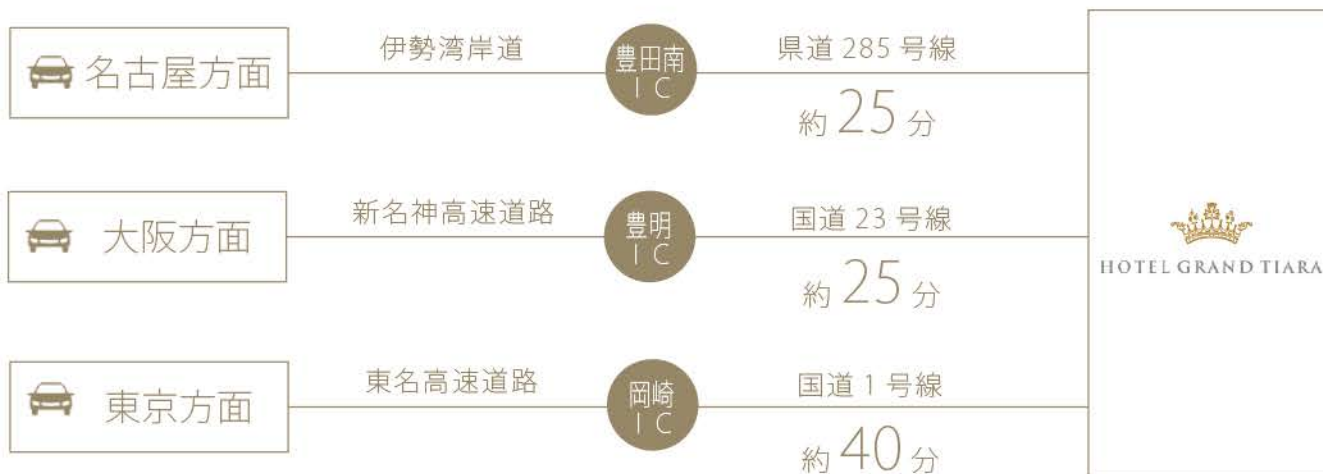 名古屋方面
伊勢湾岸道
豊田南
IC
県道 285 号線
約 25 分
大阪方面
新名神高速道路
豊明
IC
国道 23 号線
約 25 分
東京方面
東名高速道路
岡崎
IC
国道 1 号線
約 40 分
HOTEL GRAND TIARA